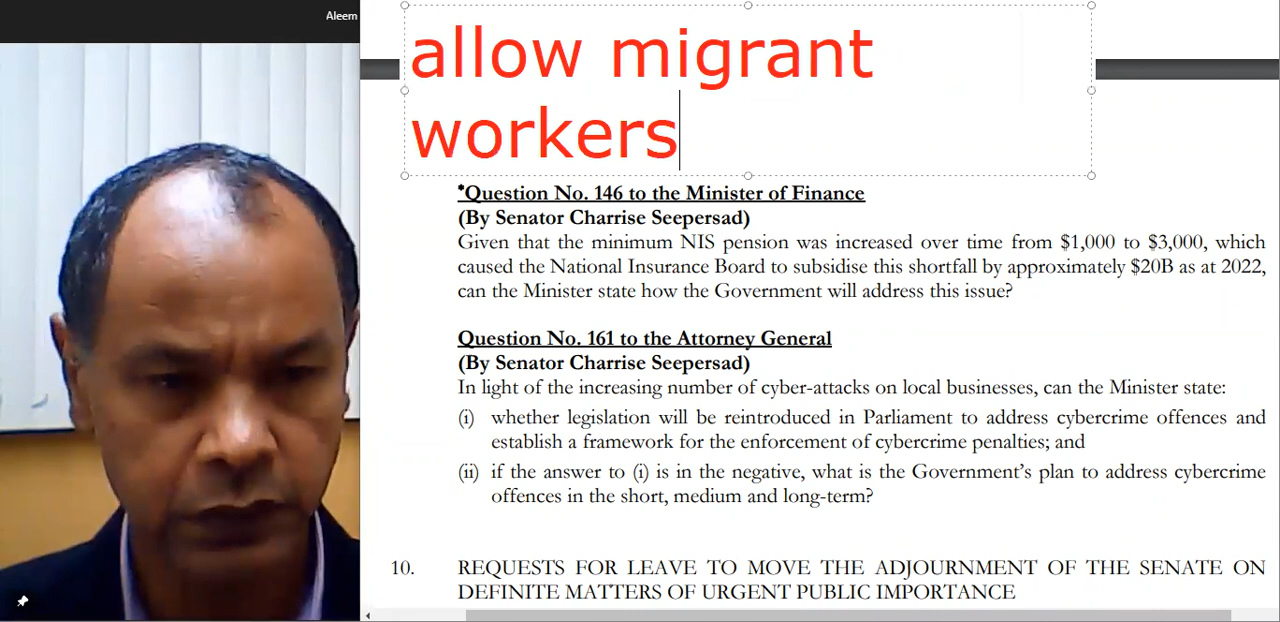 Aleem
allow migrant
workers
*Question No. 146 to the Minister of Finance
(By Senator Charrise Seepersad)
Given that the minimum NIS pension was increased over time from $1,000 to $3,000, which
caused the National Insurance Board to subsidise this shortfall by approximately $20B as at 2022,
can the Minister state how the Government will address this issue?
Question No. 161 to the Attorney General
(By Senator Charrise Seepersad)
In light of the increasing number of cyber-attacks on local businesses, can the Minister state:
(i) whether legislation will be reintroduced in Parliament to address cybercrime offences and
establish a framework for the enforcement of cybercrime penalties; and
(ii) if the answer to (i) is in the negative, what is the Government’s plan to address cybercrime
offences in the short, medium and long-term?
10. REQUESTS FOR LEAVE TO MOVE THE ADJOURNMENT OF THE SENATE ON
DEFINITE MATTERS OF URGENT PUBLIC IMPORTANCE